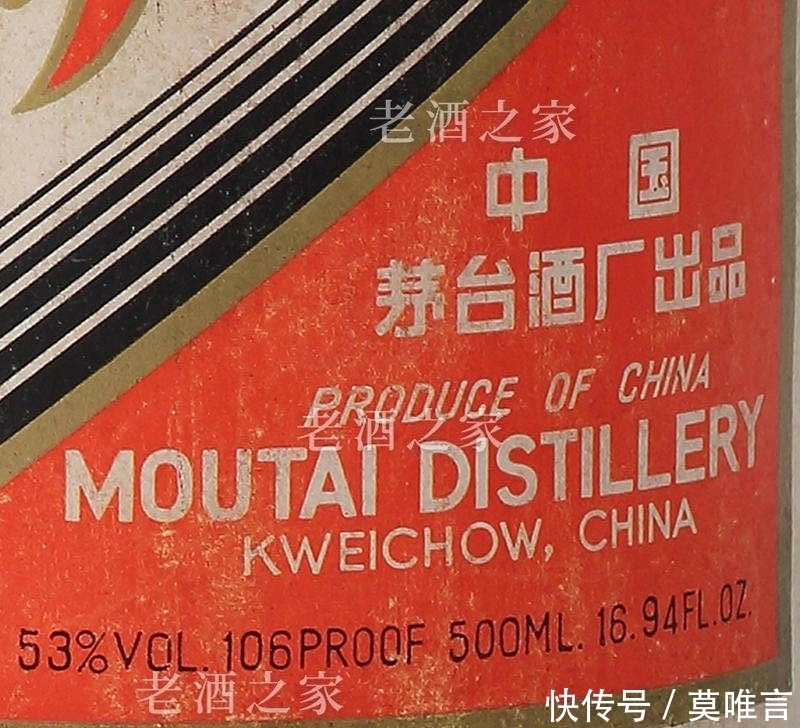 老酒之家
中国
茅台酒厂出品
PRODUCE OF CHINA
老酒之家
MOUTAI DISTILLERY
KWEICHOW, CHINA
53%VOL. 106PROOF 500ML. 16.94FL.OZ.
老酒之家
快传号 / 莫唯言